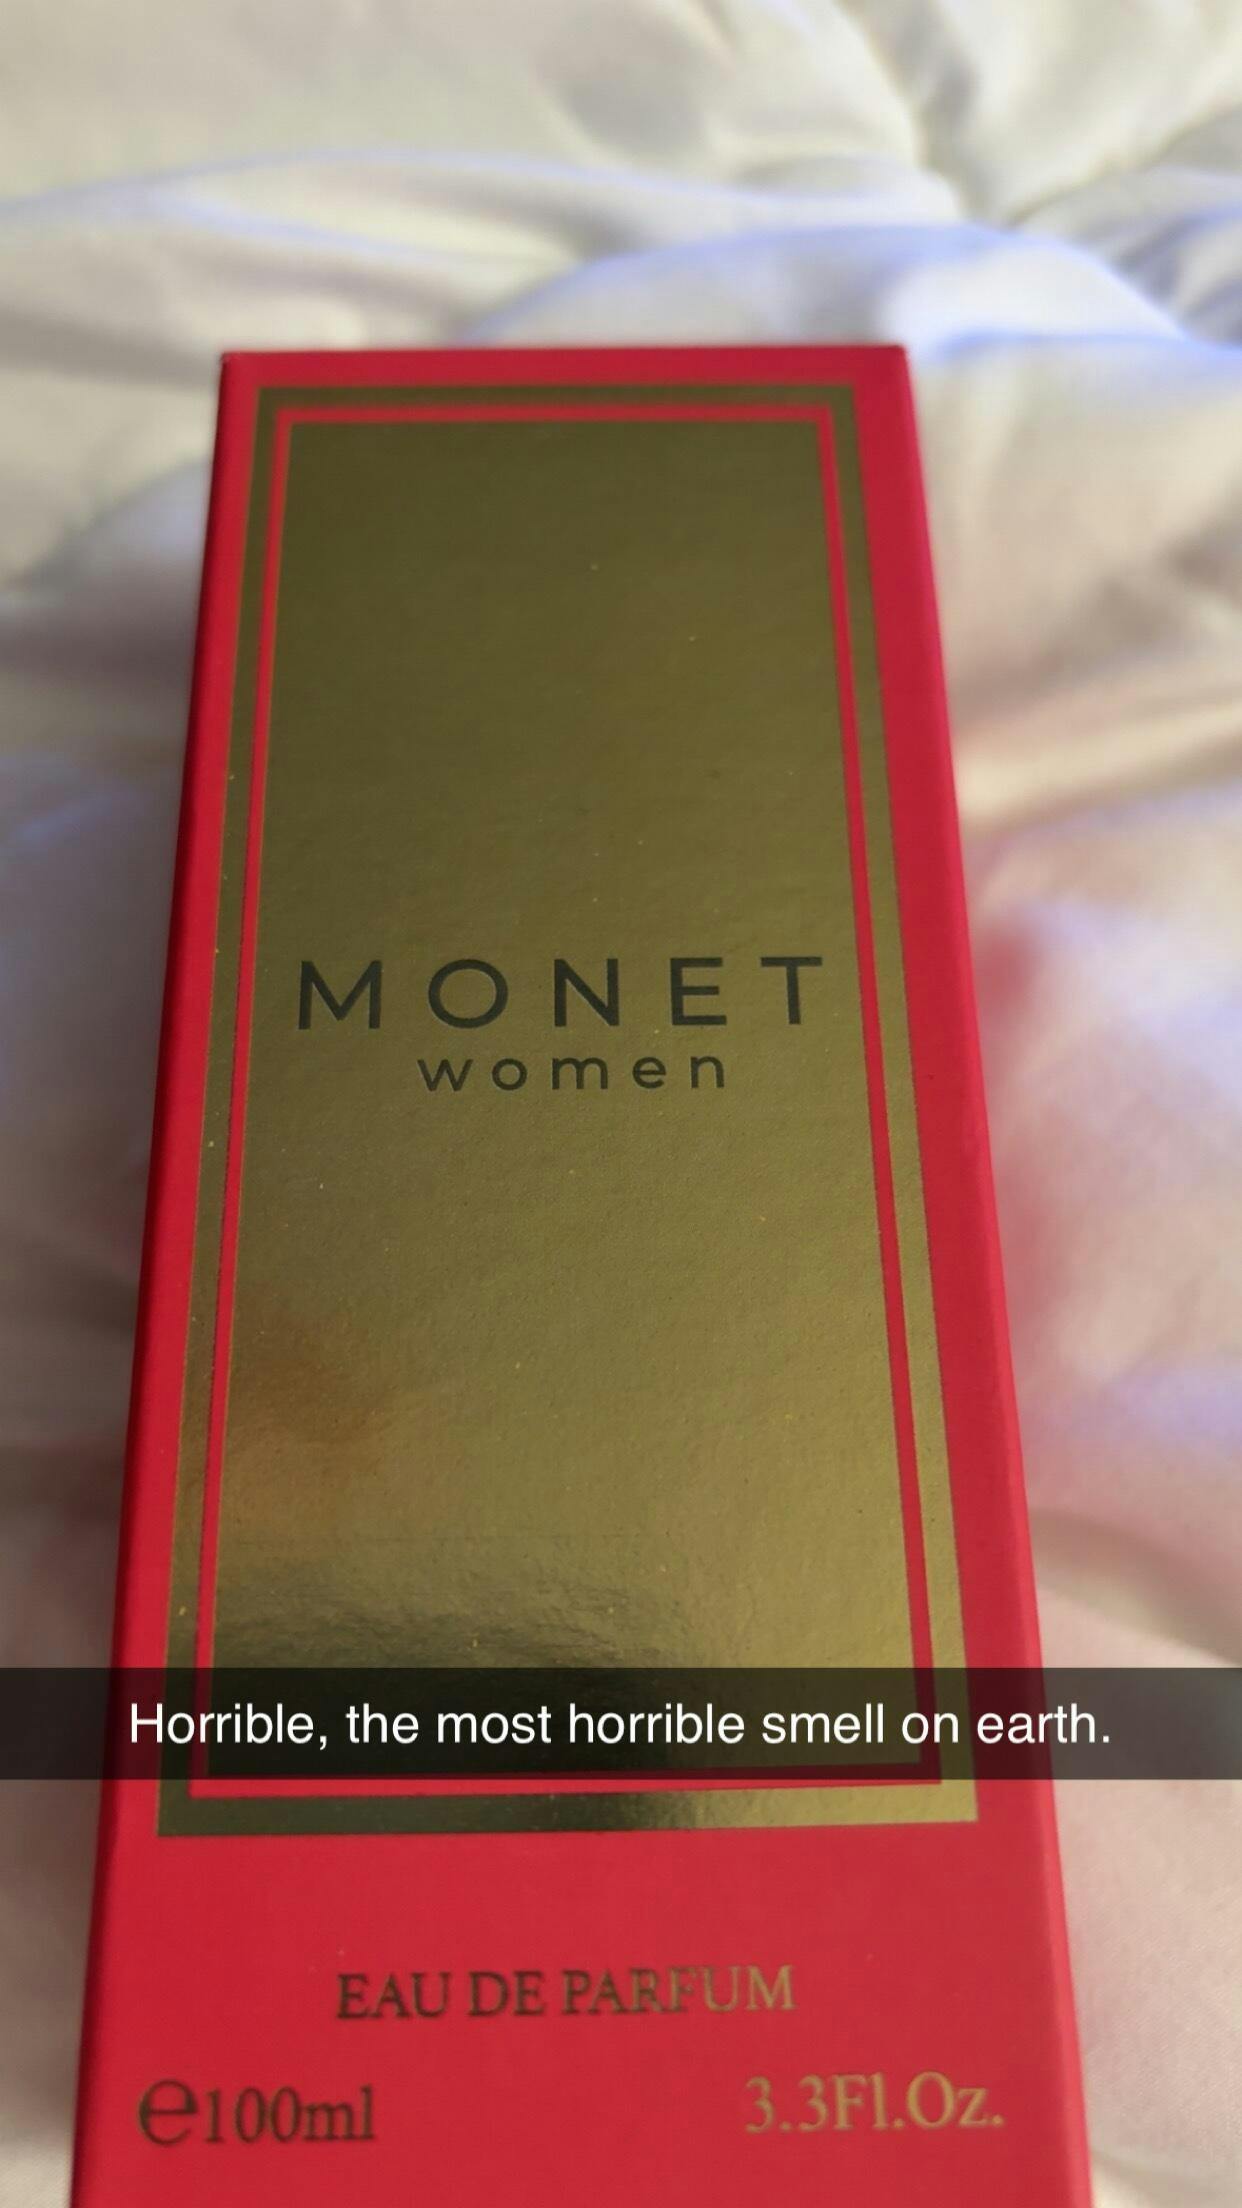 MONET
women
Horrible, the most horrible smell on earth.
EAU DE PARFUM
℮100ml 3.3Fl.Oz.